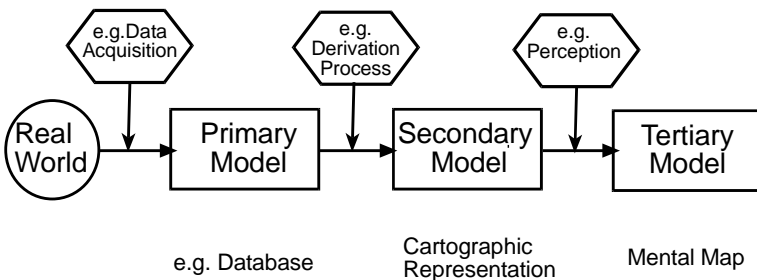 e.g.Data
Acquisition
e.g.
Derivation
Process
e.g.
Perception
Real
World
Primary
Model
Secondary
Model
Tertiary
Model
e.g. Database
Cartographic
Representation
Mental Map